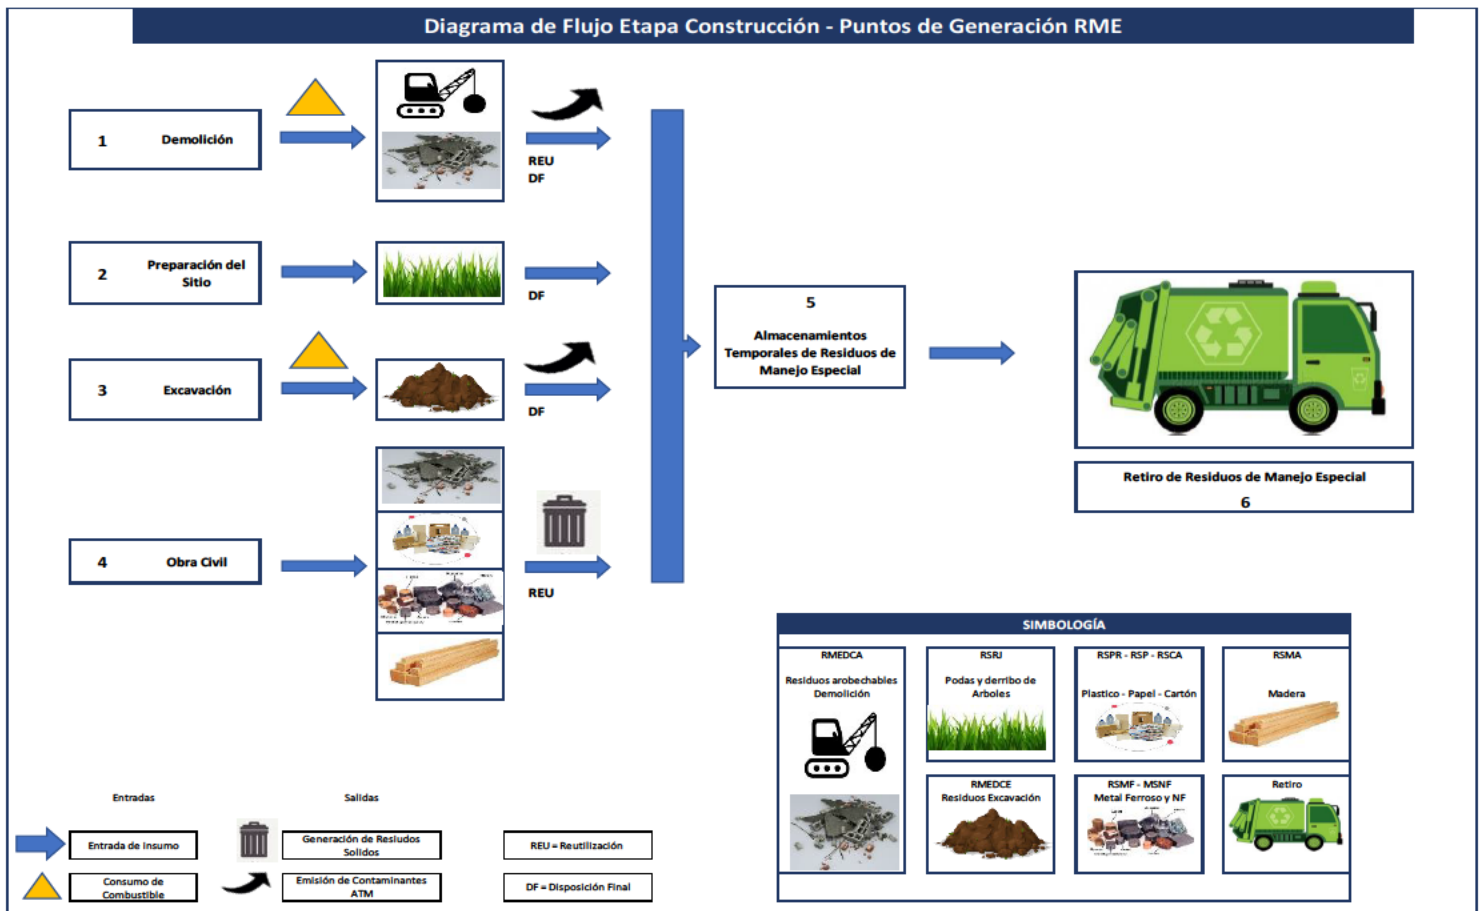 Diagrama de Flujo Etapa Construcción - Puntos de Generación RME
1 Demolición
REU
DF
2 Preparación del
Sitio
DF
3 Excavación
DF
4 Obra Civil
REU
5
Almacenamientos
Temporales de Residuos de
Manejo Especial
Retiro de Residuos de Manejo Especial
6
SIMBOLOGÍA
RMEDCA
Residuos arobechables
Demolición
RSRJ
Podas y derribo de
Arboles
RSPR - RSP - RSCA
Plastico - Papel - Cartón
RSMA
Madera
RMEDCE
Residuos Excavación
RSMF - MSNF
Metal Ferroso y NF
Retiro
Entradas
Salidas
Entrada de Insumo
Generación de Resiudos
Solidos
REU = Reutilización
Consumo de
Combustible
Emisión de Contaminantes
ATM
DF = Disposición Final